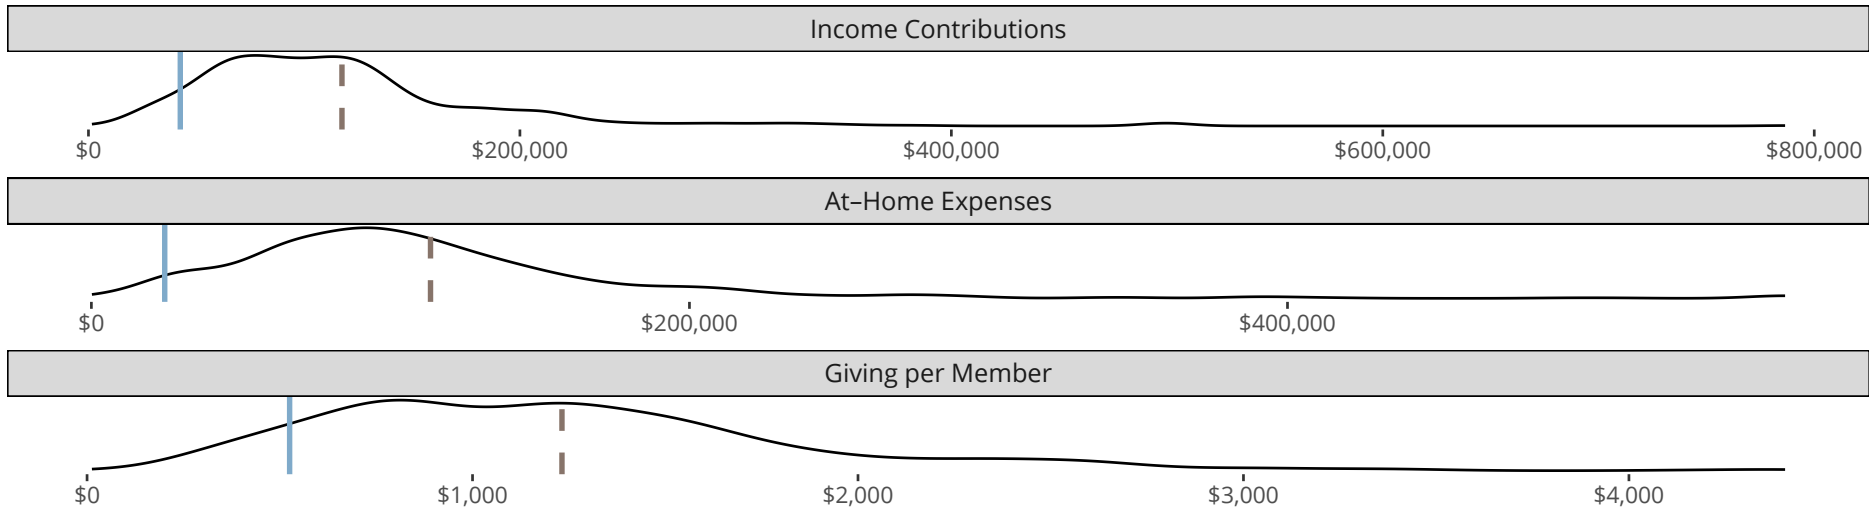 Income Contributions
$0 $200,000 $400,000 $600,000 $800,000
At–Home Expenses
$0 $200,000 $400,000
Giving per Member
$0 $1,000 $2,000 $3,000 $4,000